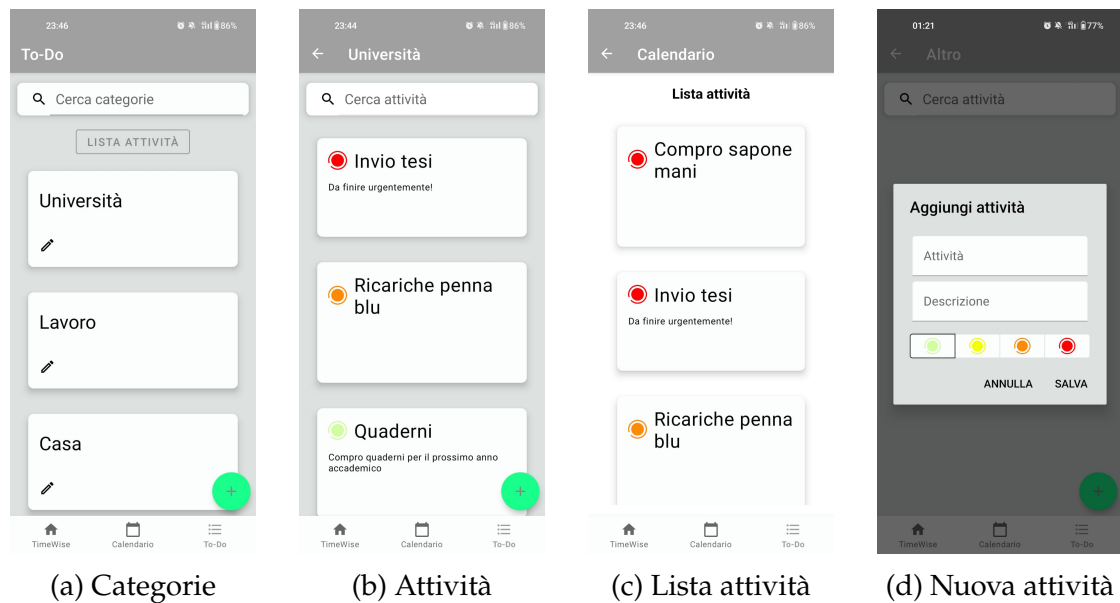 23:46
86%
To-Do
Cerca categorie
LISTA ATTIVITÀ
Università
Lavoro
Casa
+
TimeWise Calendario To-Do
(a) Categorie
23:44
86%
Università
Cerca attività
Invio tesi
Da finire urgentemente!
Ricariche penna
blu
Quaderni
Compro quaderni per il prossimo anno
accademico
+
TimeWise Calendario To-Do
(b) Attività
23:46
86%
Calendario
Lista attività
Compro sapone
mani
Invio tesi
Da finire urgentemente!
Ricariche penna
blu
TimeWise Calendario To-Do
(c) Lista attività
01:21
77%
Altro
Cerca attività
Aggiungi attività
Attività
Descrizione
ANNULLA SALVA
+
TimeWise Calendario To-Do
(d) Nuova attività